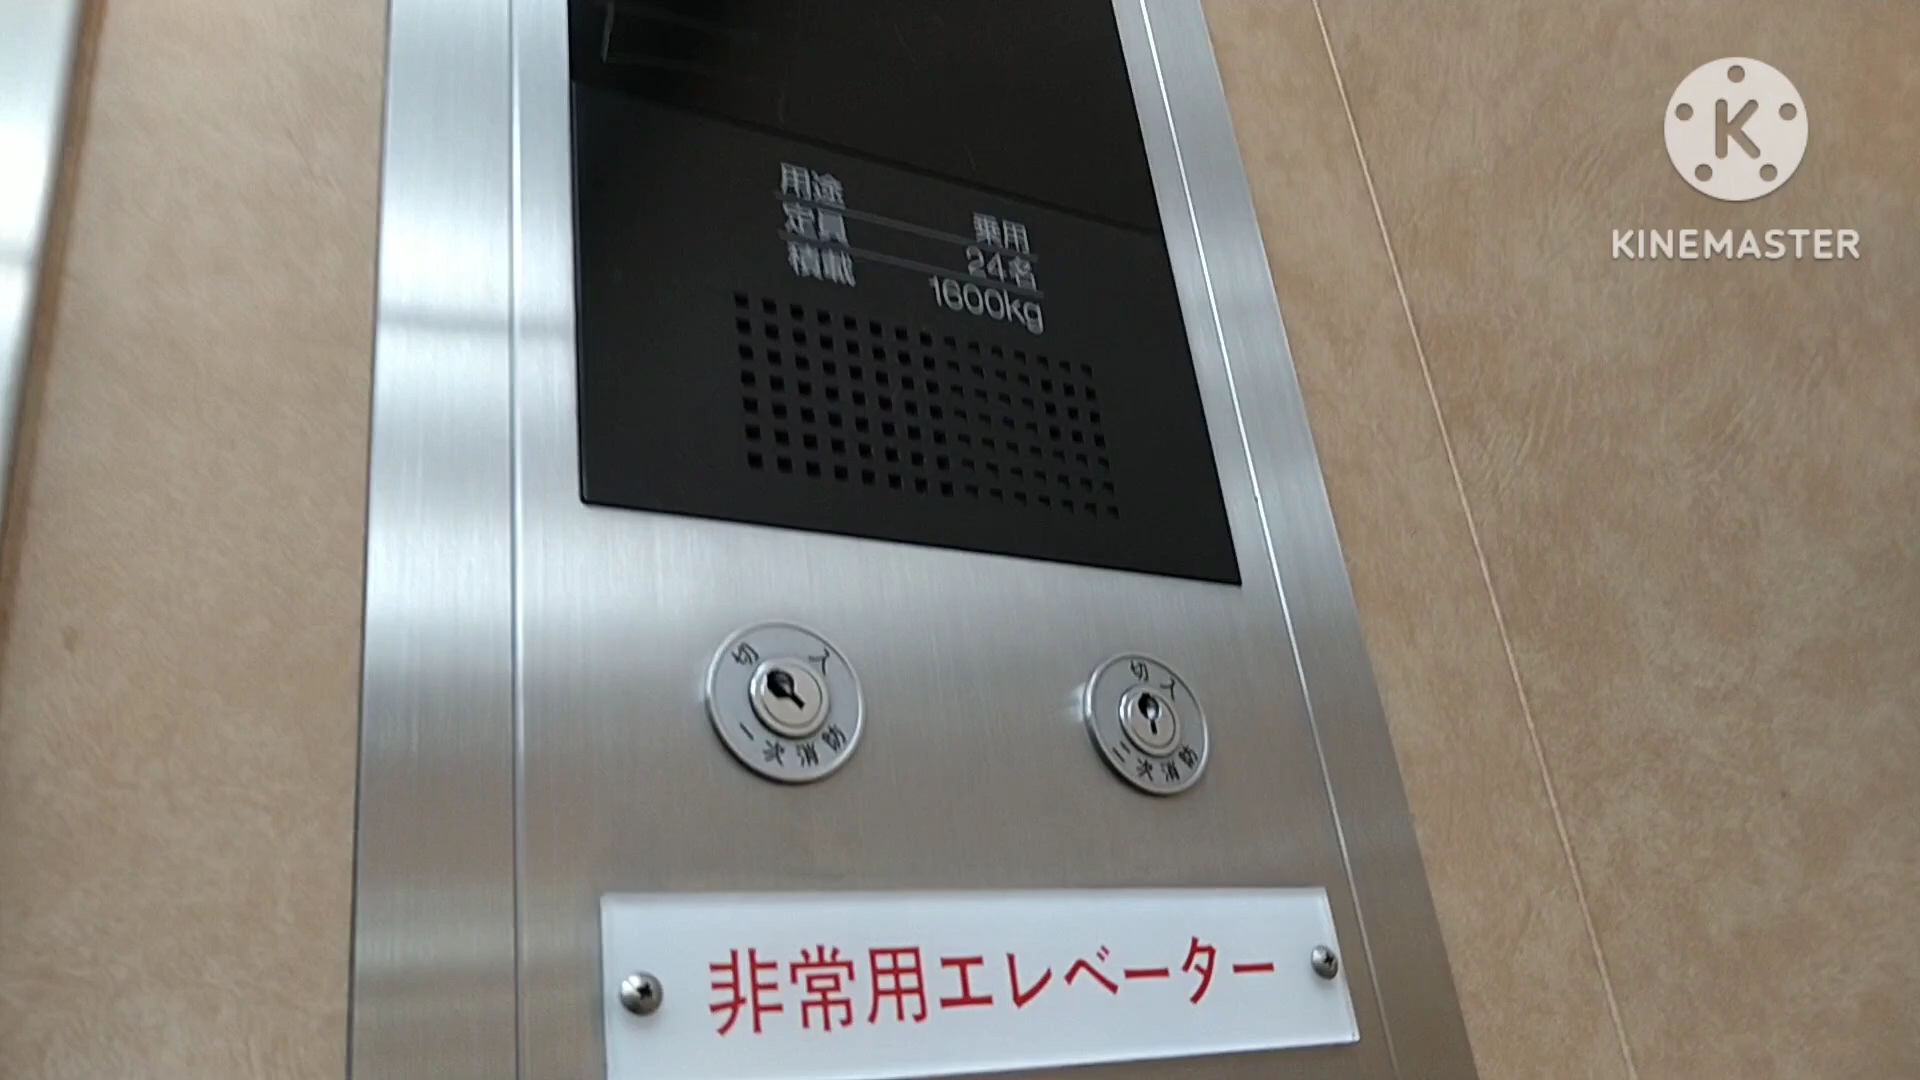 用途 乗用
定員 24名
積載 1600kg
K
KINEMASTER
切 入
一次消防
切 入
二次消防
非常用エレベーター